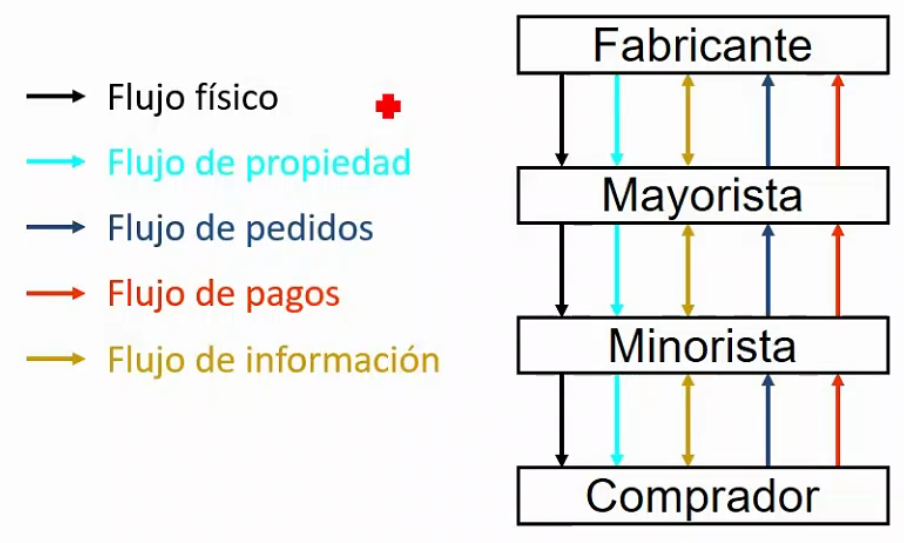 Flujo físico
Flujo de propiedad
Flujo de pedidos
Flujo de pagos
Flujo de información
Fabricante
Mayorista
Minorista
Comprador